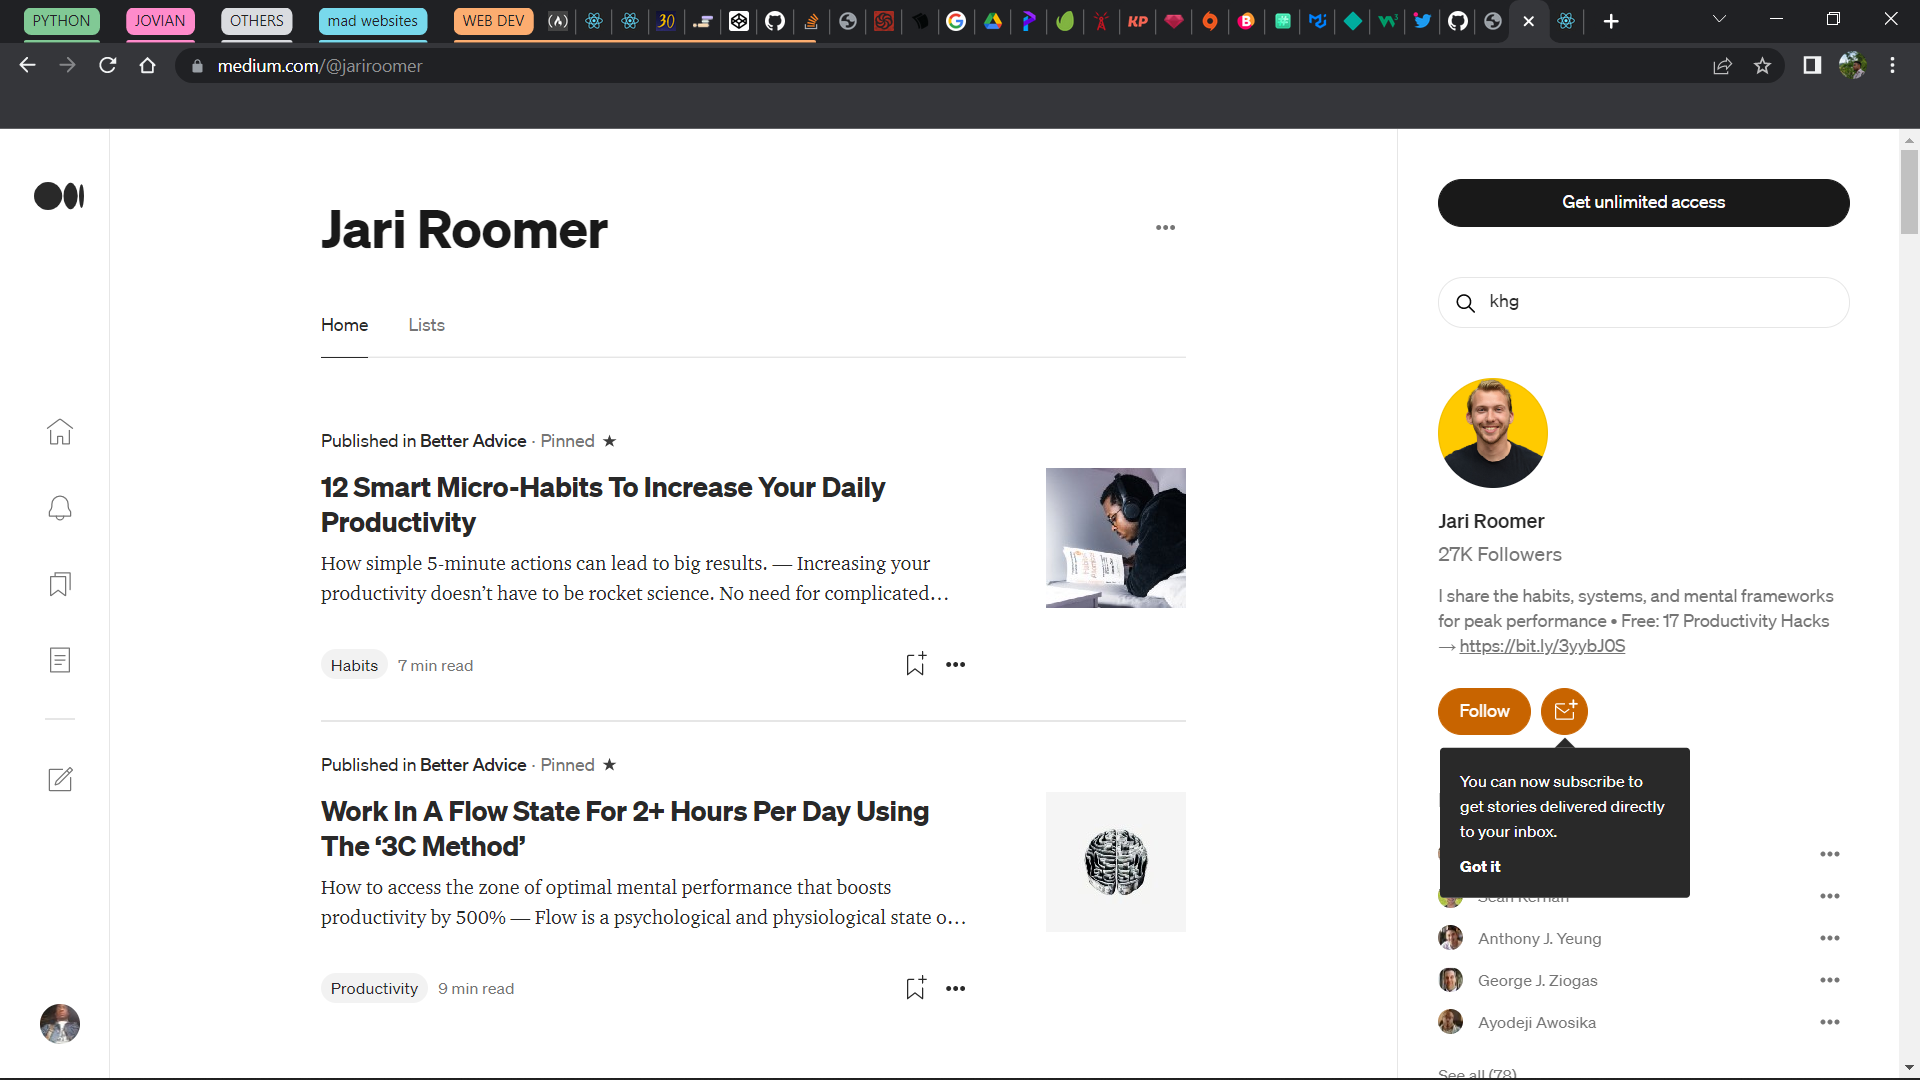 PYTHON
JOVIAN
OTHERS
mad websites
WEB DEV
medium.com/@jariroomer
Jari Roomer
Home
Lists
Published in Better Advice · Pinned
12 Smart Micro-Habits To Increase Your Daily
Productivity
How simple 5-minute actions can lead to big results. — Increasing your
productivity doesn’t have to be rocket science. No need for complicated…
Habits
7 min read
Published in Better Advice · Pinned
Work In A Flow State For 2+ Hours Per Day Using
The ‘3C Method’
How to access the zone of optimal mental performance that boosts
productivity by 500% — Flow is a psychological and physiological state o…
Productivity
9 min read
Get unlimited access
khg
Jari Roomer
27K Followers
I share the habits, systems, and mental frameworks
for peak performance • Free: 17 Productivity Hacks
→ https://bit.ly/3yybJ0S
Follow
You can now subscribe to
get stories delivered directly
to your inbox.
Got it
Sean Kernan
Anthony J. Yeung
George J. Ziogas
Ayodeji Awosika
See all (78)